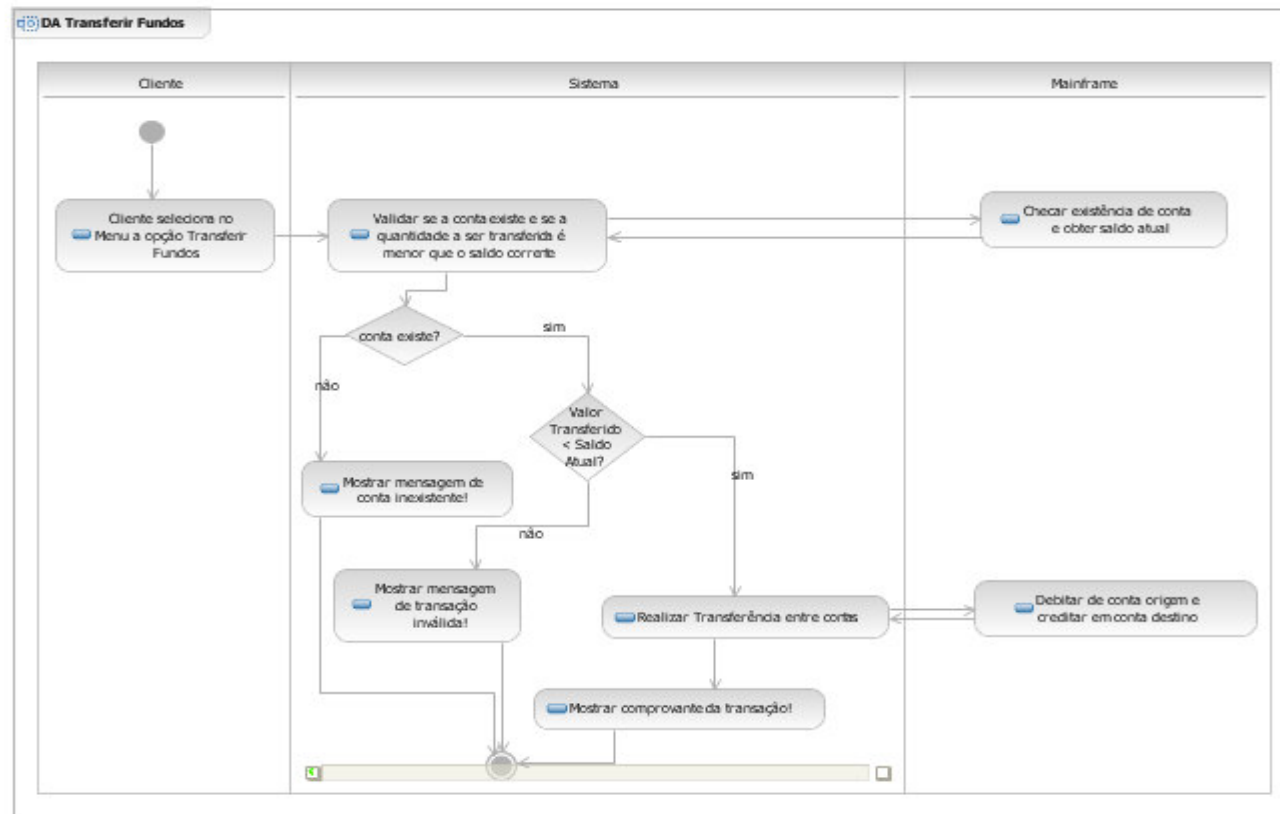 DA Transferir Fundos
Cliente
Sistema
Mainframe
Cliente seleciona no
Menu a opção Transferir
Fundos
Validar se a conta existe e se a
quantidade a ser transferida é
menor que o saldo corrente
Checar existência de conta
e obter saldo atual
conta existe?
sim
não
Valor
Transferido
< Saldo
Atual?
sim
não
Mostrar mensagem de
conta inexistente!
Mostrar mensagem
de transação
inválida!
Realizar Transferência entre contas
Debitar de conta origem e
creditar em conta destino
Mostrar comprovante da transação!